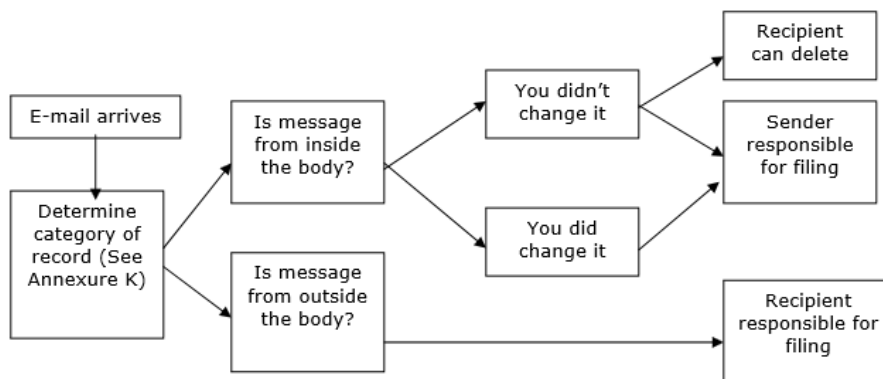 E-mail arrives
Determine
category of
record (See
Annexure K)
Is message
from inside
the body?
Is message
from outside
the body?
You didn't
change it
You did
change it
Recipient
can delete
Sender
responsible
for filing
Recipient
responsible for
filing